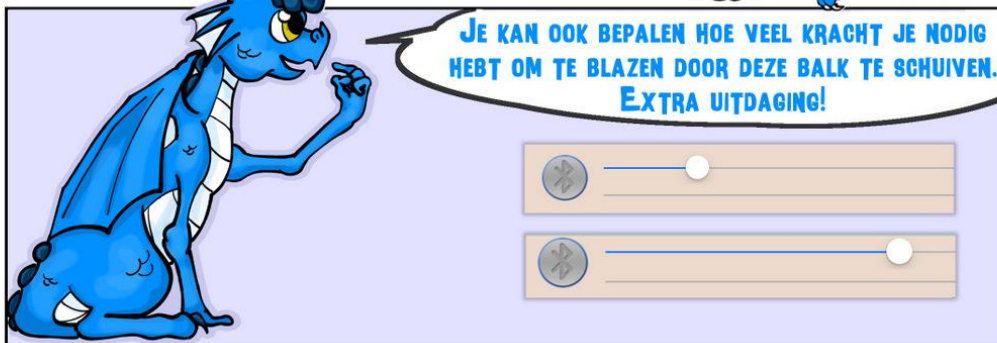 JE KAN OOK BEPALEN HOE VEEL KRACHT JE NODIG
HEBT OM TE BLAZEN DOOR DEZE BALK TE SCHUIVEN.
EXTRA UITDAGING!